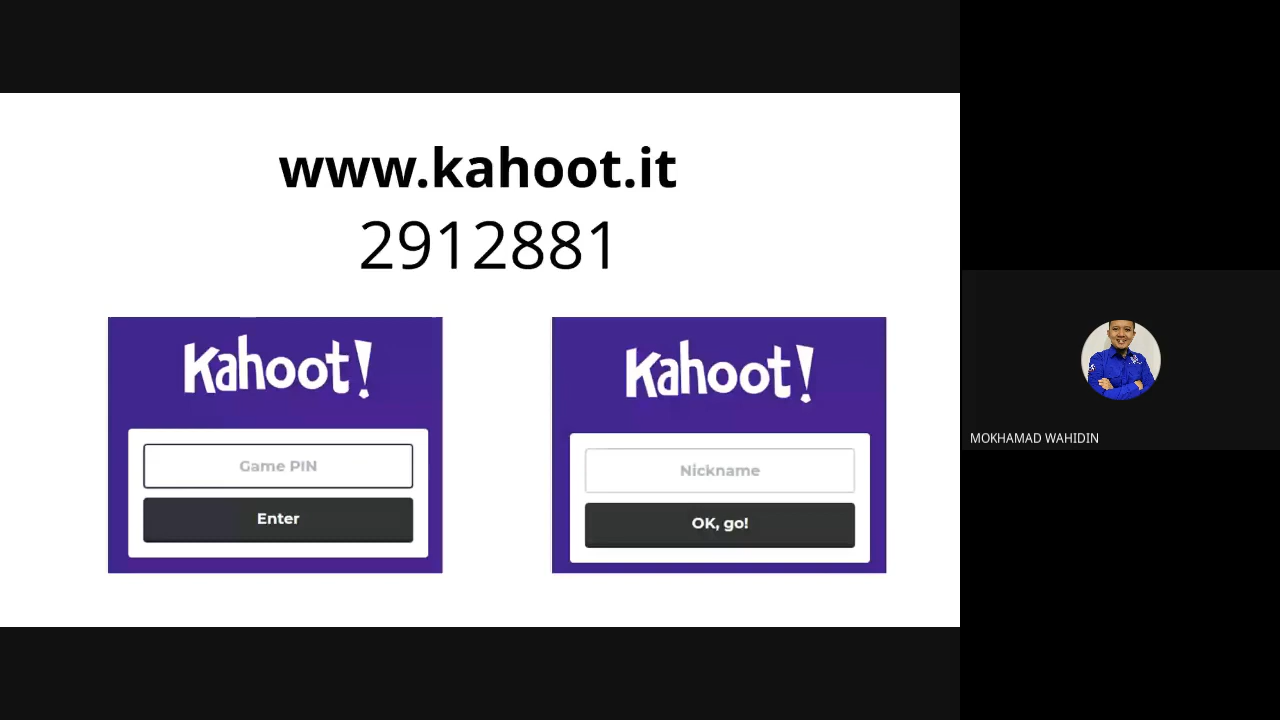 www.kahoot.it
2912881
Kahoot!
Game PIN
Enter
Kahoot!
Nickname
OK, go!
MOKHAMAD WAHIDIN